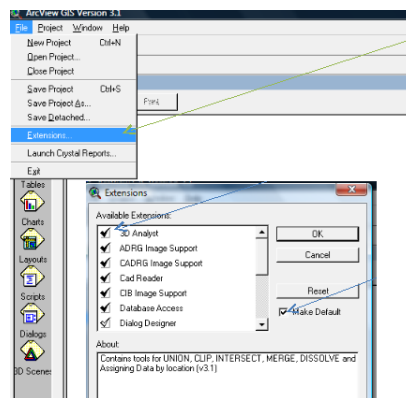 ArcView GIS Version 3.1
File Project Window Help
New Project Ctrl+N
Open Project...
Close Project
Save Project Ctrl+S
Save Project As...
Save Detached...
Extensions...
Launch Crystal Reports...
Exit
Print
Tables
Charts
Layouts
Scripts
Dialogs
3D Scenes
Extensions
Available Extensions:
3D Analyst
ADRG Image Support
CADRG Image Support
Cad Reader
CIB Image Support
Database Access
Dialog Designer
OK
Cancel
Reset
Make Default
About:
Contains tools for UNION, CLIP, INTERSECT, MERGE, DISSOLVE and
Assigning Data by location (v3.1)